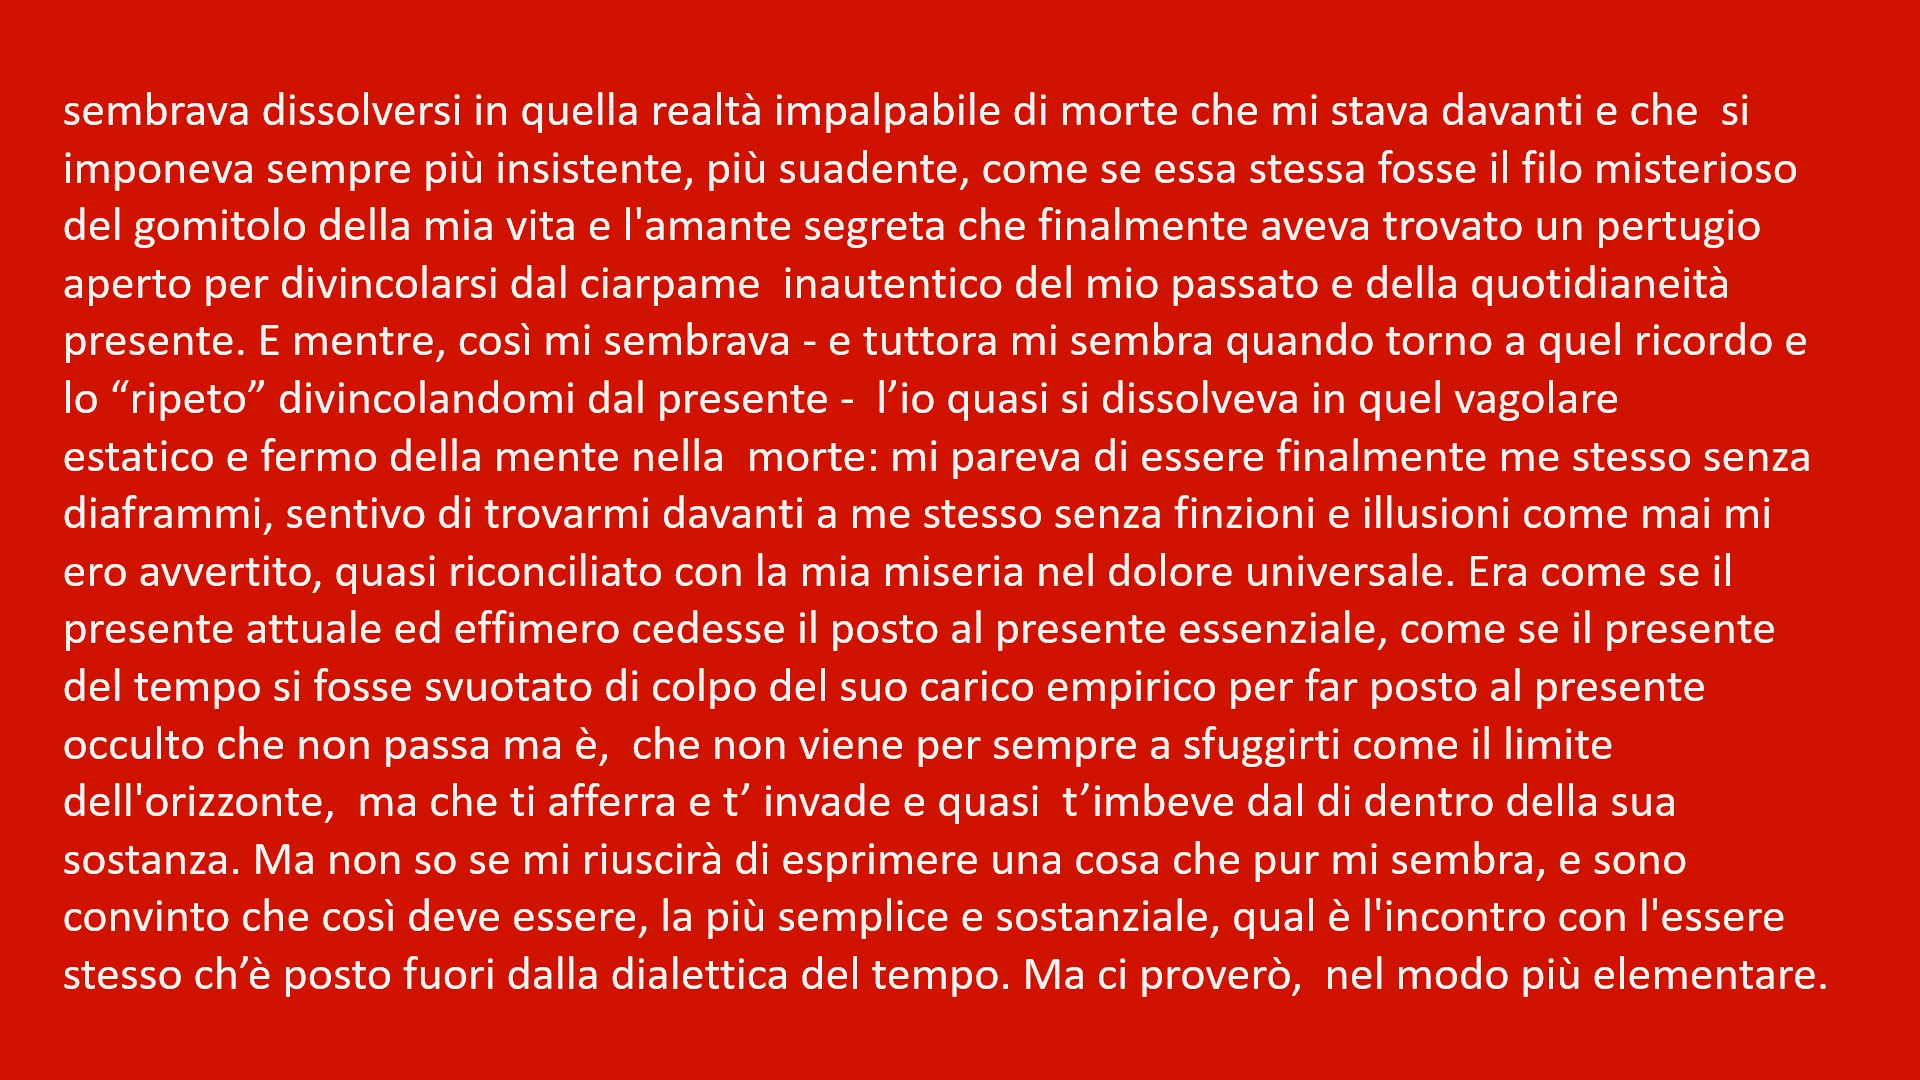 sembrava dissolversi in quella realtà impalpabile di morte che mi stava davanti e che  si
imponeva sempre più insistente, più suadente, come se essa stessa fosse il filo misterioso
del gomitolo della mia vita e l'amante segreta che finalmente aveva trovato un pertugio
aperto per divincolarsi dal ciarpame  inautentico del mio passato e della quotidianeità
presente. E mentre, così mi sembrava - e tuttora mi sembra quando torno a quel ricordo e
lo “ripeto” divincolandomi dal presente -  l’io quasi si dissolveva in quel vagolare
estatico e fermo della mente nella  morte: mi pareva di essere finalmente me stesso senza
diaframmi, sentivo di trovarmi davanti a me stesso senza finzioni e illusioni come mai mi
ero avvertito, quasi riconciliato con la mia miseria nel dolore universale. Era come se il
presente attuale ed effimero cedesse il posto al presente essenziale, come se il presente
del tempo si fosse svuotato di colpo del suo carico empirico per far posto al presente
occulto che non passa ma è,  che non viene per sempre a sfuggirti come il limite
dell'orizzonte,  ma che ti afferra e t’ invade e quasi  t’imbeve dal di dentro della sua
sostanza. Ma non so se mi riuscirà di esprimere una cosa che pur mi sembra, e sono
convinto che così deve essere, la più semplice e sostanziale, qual è l'incontro con l'essere
stesso ch’è posto fuori dalla dialettica del tempo. Ma ci proverò,  nel modo più elementare.